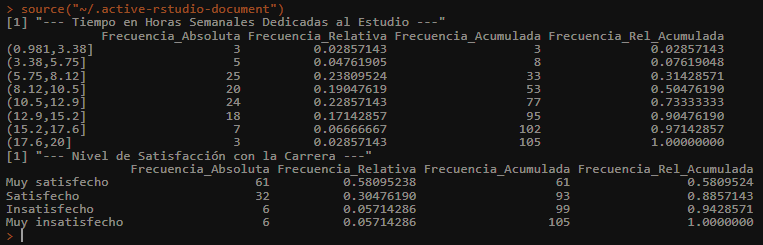 > source("~/.active-rstudio-document")
[1] "--- Tiempo en Horas Semanales Dedicadas al Estudio ---"
Frecuencia_Absoluta Frecuencia_Relativa Frecuencia_Acumulada Frecuencia_Rel_Acumulada
(0.981,3.38] 3 0.02857143 3 0.02857143
(3.38,5.75] 5 0.04761905 8 0.07619048
(5.75,8.12] 25 0.23809524 33 0.31428571
(8.12,10.5] 20 0.19047619 53 0.50476190
(10.5,12.9] 24 0.22857143 77 0.73333333
(12.9,15.2] 18 0.17142857 95 0.90476190
(15.2,17.6] 7 0.06666667 102 0.97142857
(17.6,20] 3 0.02857143 105 1.00000000
[1] "--- Nivel de Satisfacción con la Carrera ---"
Frecuencia_Absoluta Frecuencia_Relativa Frecuencia_Acumulada Frecuencia_Rel_Acumulada
Muy satisfecho 61 0.58095238 61 0.5809524
Satisfecho 32 0.30476190 93 0.8857143
Insatisfecho 6 0.05714286 99 0.9428571
Muy insatisfecho 6 0.05714286 105 1.0000000
>